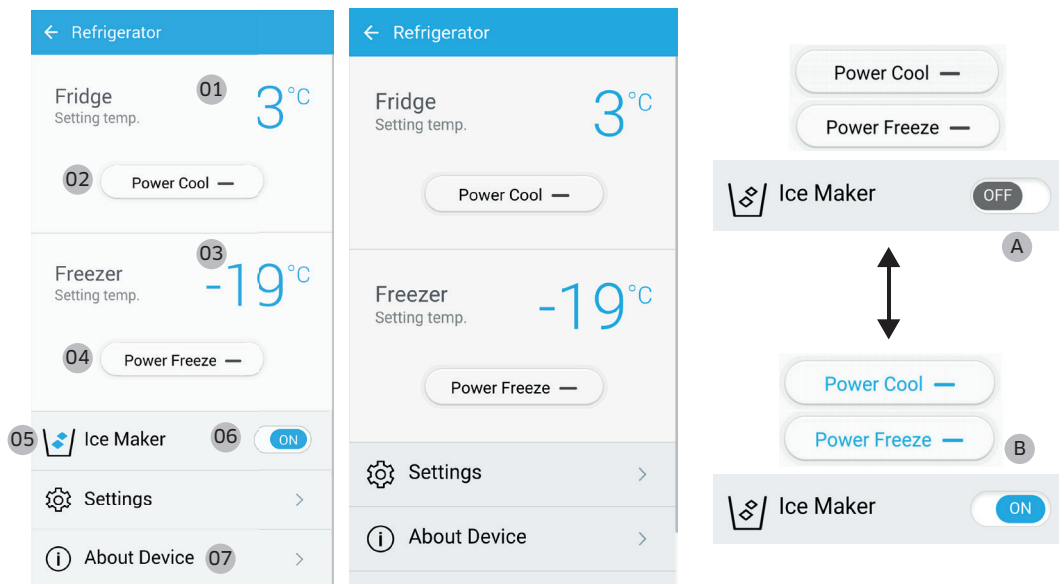 ← Refrigerator
Fridge 01 3°C
Setting temp.
02 Power Cool —
Freezer 03 -19°C
Setting temp.
04 Power Freeze —
05 Ice Maker 06 ON
Settings >
i About Device 07 >
← Refrigerator
Fridge 3°C
Setting temp.
Power Cool —
Freezer -19°C
Setting temp.
Power Freeze —
Settings >
i About Device >
Power Cool —
Power Freeze —
Ice Maker OFF
A
Power Cool —
Power Freeze —
B
Ice Maker ON